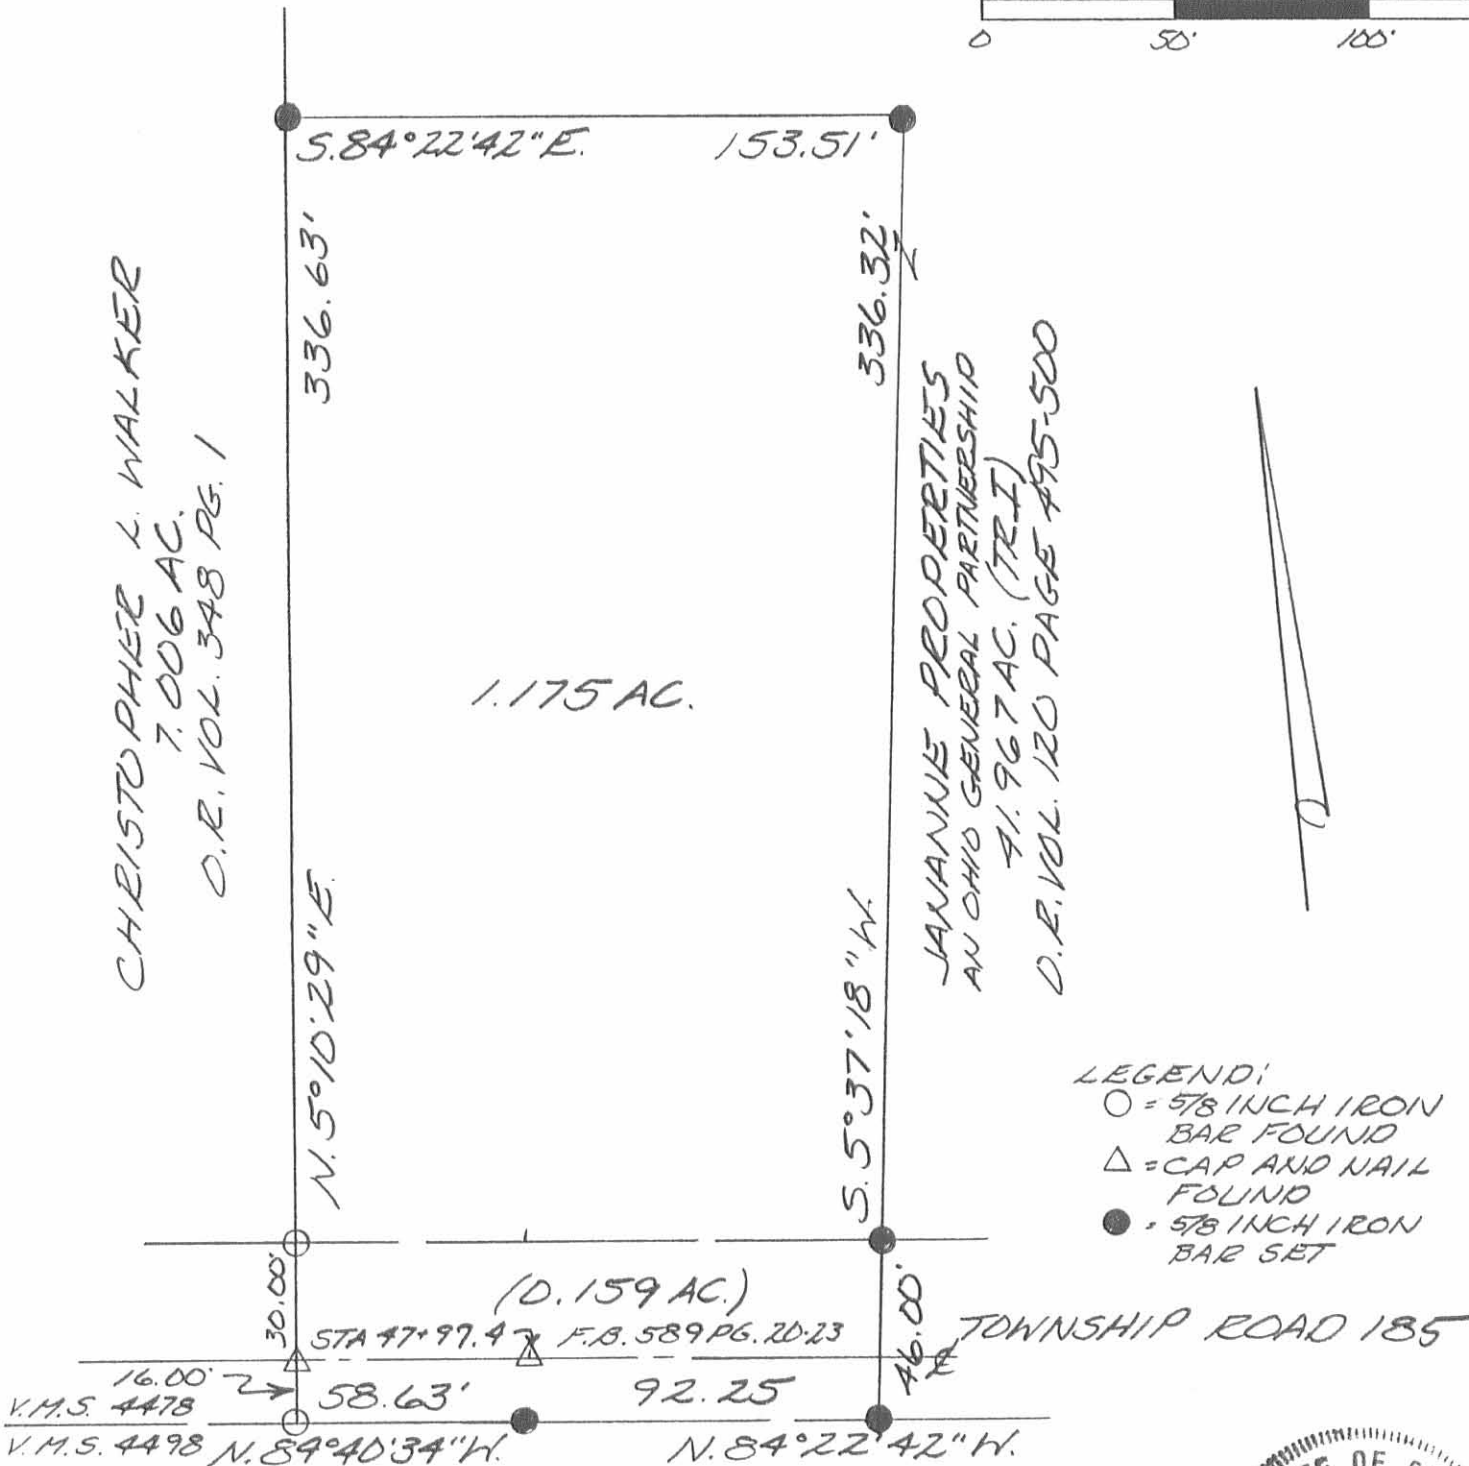 0 50' 100'
S.84°22'42"E. 153.51'
336.63'
336.32'
CHRISTOPHER L. WALKER
7.006 AC.
O.R. VOL. 348 PG. 1
1.175 AC.
JANANNE PROPERTIES
AN OHIO GENERAL PARTNERSHIP
41.967 AC. (TR.I)
O.R. VOL. 120 PAGE 495-500
N.5°10'29"E.
S.5°37'18"W.
LEGEND:
= 5/8 INCH IRON
BAR FOUND
= CAP AND NAIL
FOUND
= 5/8 INCH IRON
BAR SET
30.00'
(0.159 AC.)
46.00'
STA 47+97.4 F.B. 589 PG. 20-23
TOWNSHIP ROAD 185
16.00'
58.63' 92.25
V.M.S. 4478
V.M.S. 4498
N.84°40'34"W. N.84°22'42"W.
OF